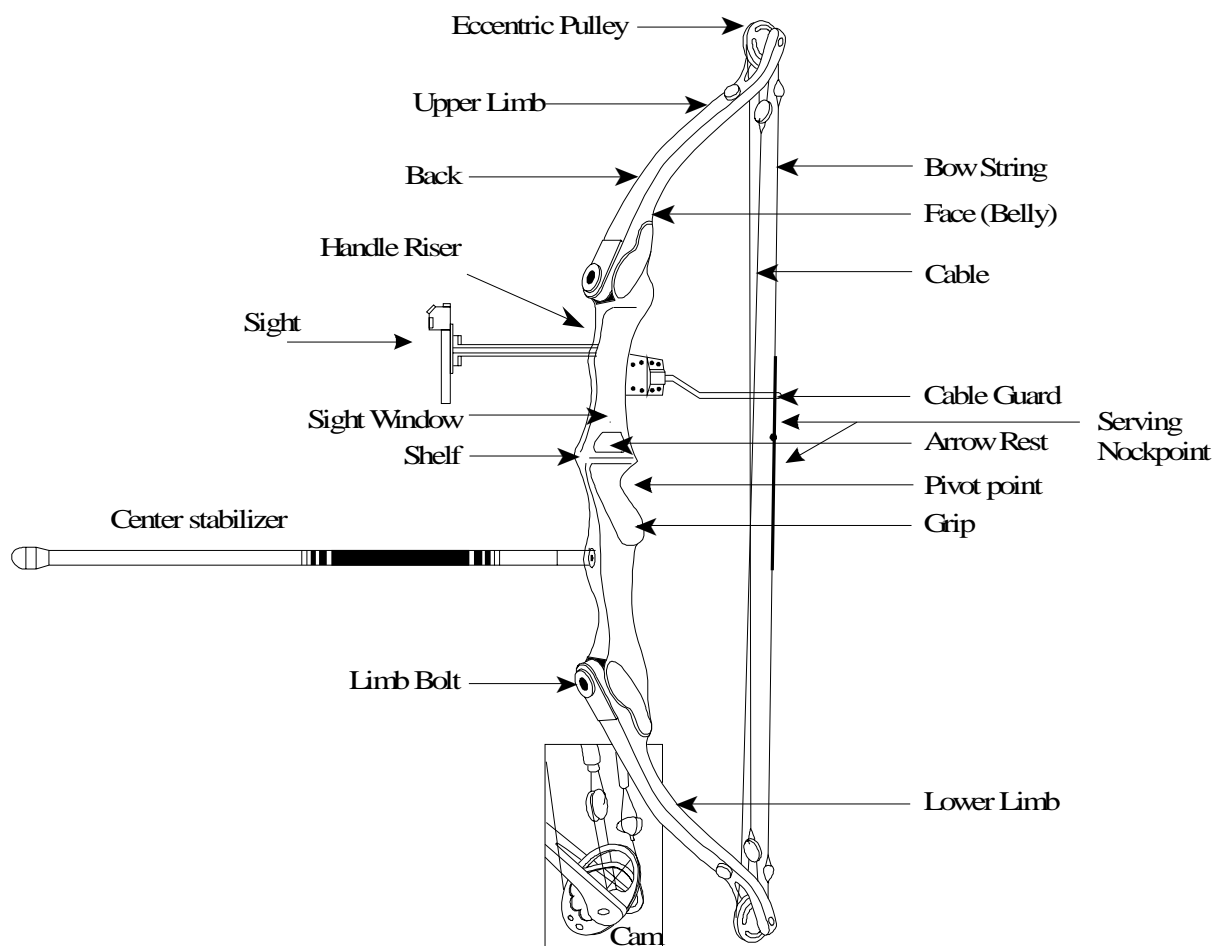 Eccentric Pulley
Upper Limb
Bow String
Back
Face (Belly)
Handle Riser
Cable
Sight
Cable Guard
Sight Window
Serving
Arrow Rest
Nockpoint
Shelf
Pivot point
Center stabilizer
Grip
Limb Bolt
Lower Limb
Cam